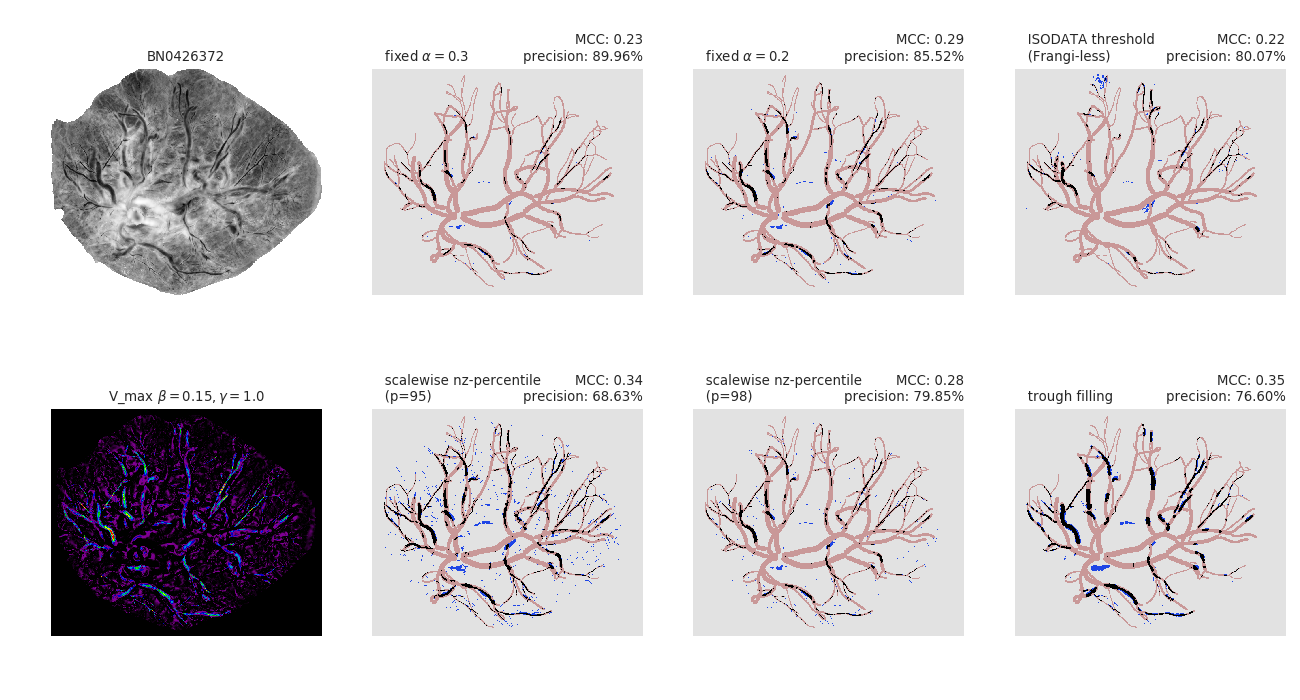 BN0426372
MCC: 0.23
fixed α = 0.3 precision: 89.96%
MCC: 0.29
fixed α = 0.2 precision: 85.52%
ISODATA threshold MCC: 0.22
(Frangi-less) precision: 80.07%
V_max β = 0.15, γ = 1.0
scalewise nz-percentile MCC: 0.34
(p=95) precision: 68.63%
scalewise nz-percentile MCC: 0.28
(p=98) precision: 79.85%
MCC: 0.35
trough filling precision: 76.60%